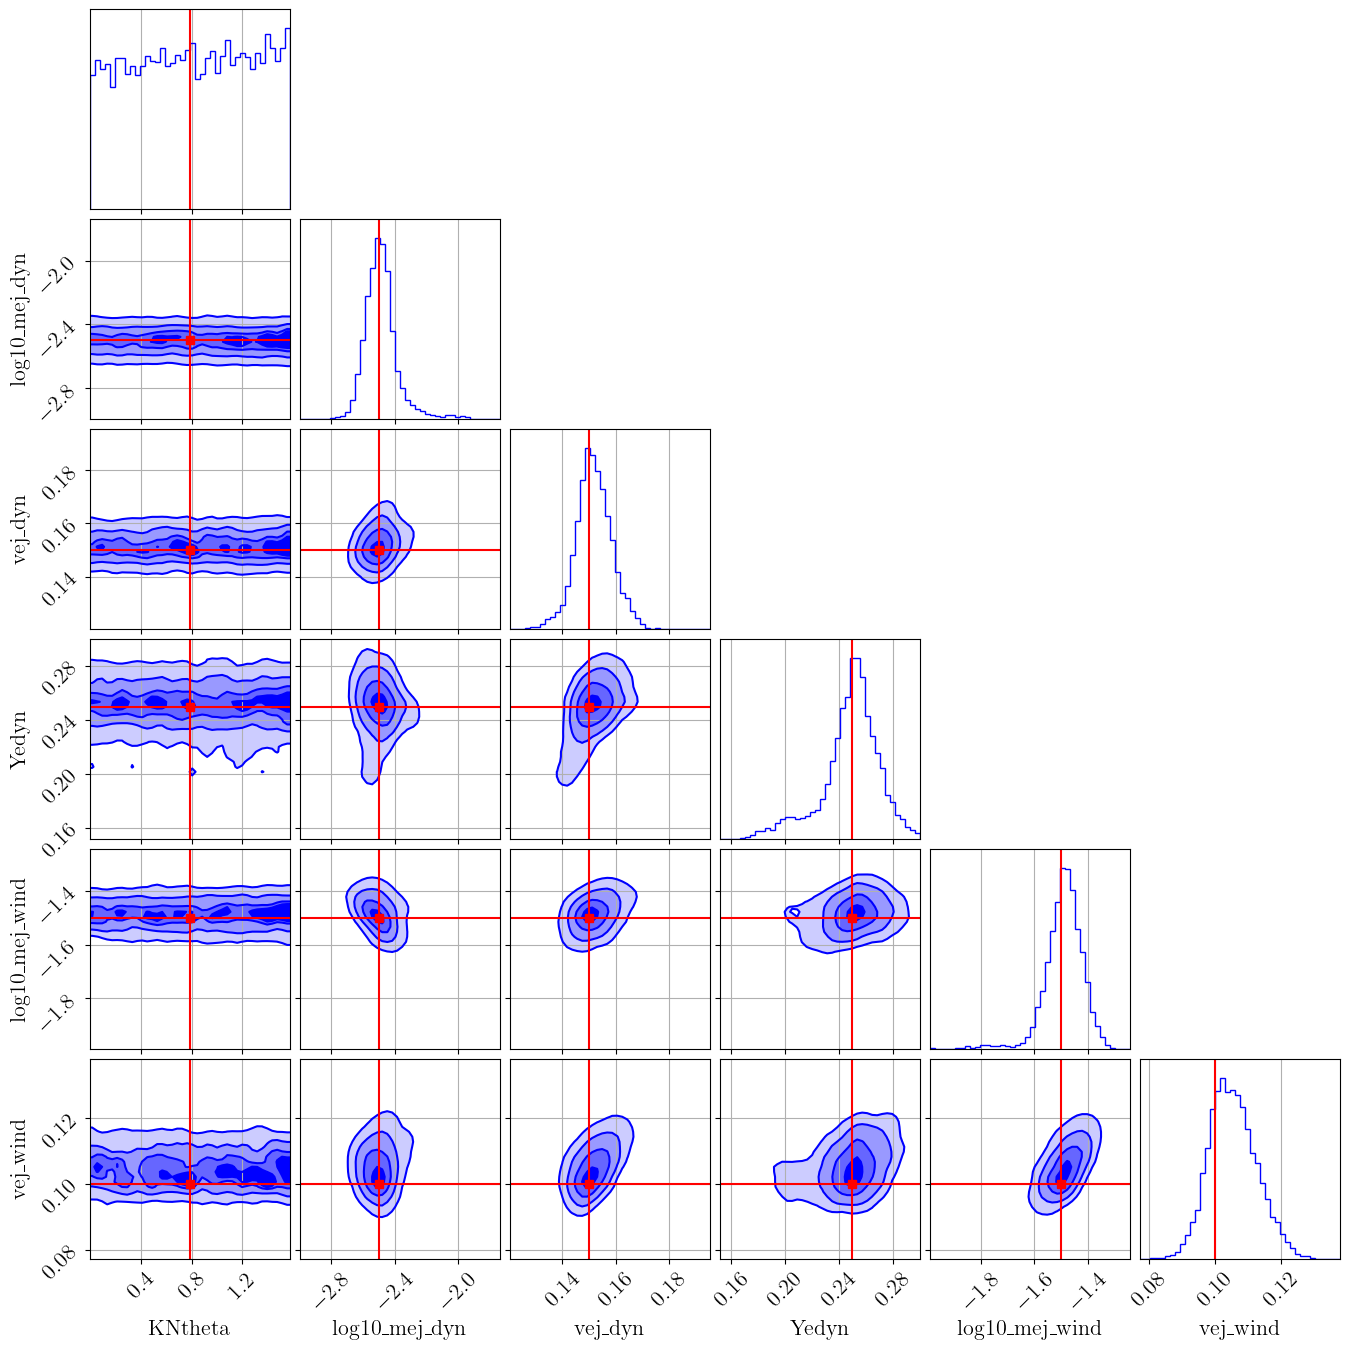 log10_mej_dyn
−2.0
−2.4
−2.8
vej_dyn
0.18
0.16
0.14
Yedyn
0.28
0.24
0.20
0.16
log10_mej_wind
−1.4
−1.6
−1.8
vej_wind
0.12
0.10
0.08
0.4 0.8 1.2 −2.8 −2.4 −2.0 0.14 0.16 0.18 0.16 0.20 0.24 0.28 −1.8 −1.6 −1.4 0.08 0.10 0.12
KNtheta log10_mej_dyn vej_dyn Yedyn log10_mej_wind vej_wind